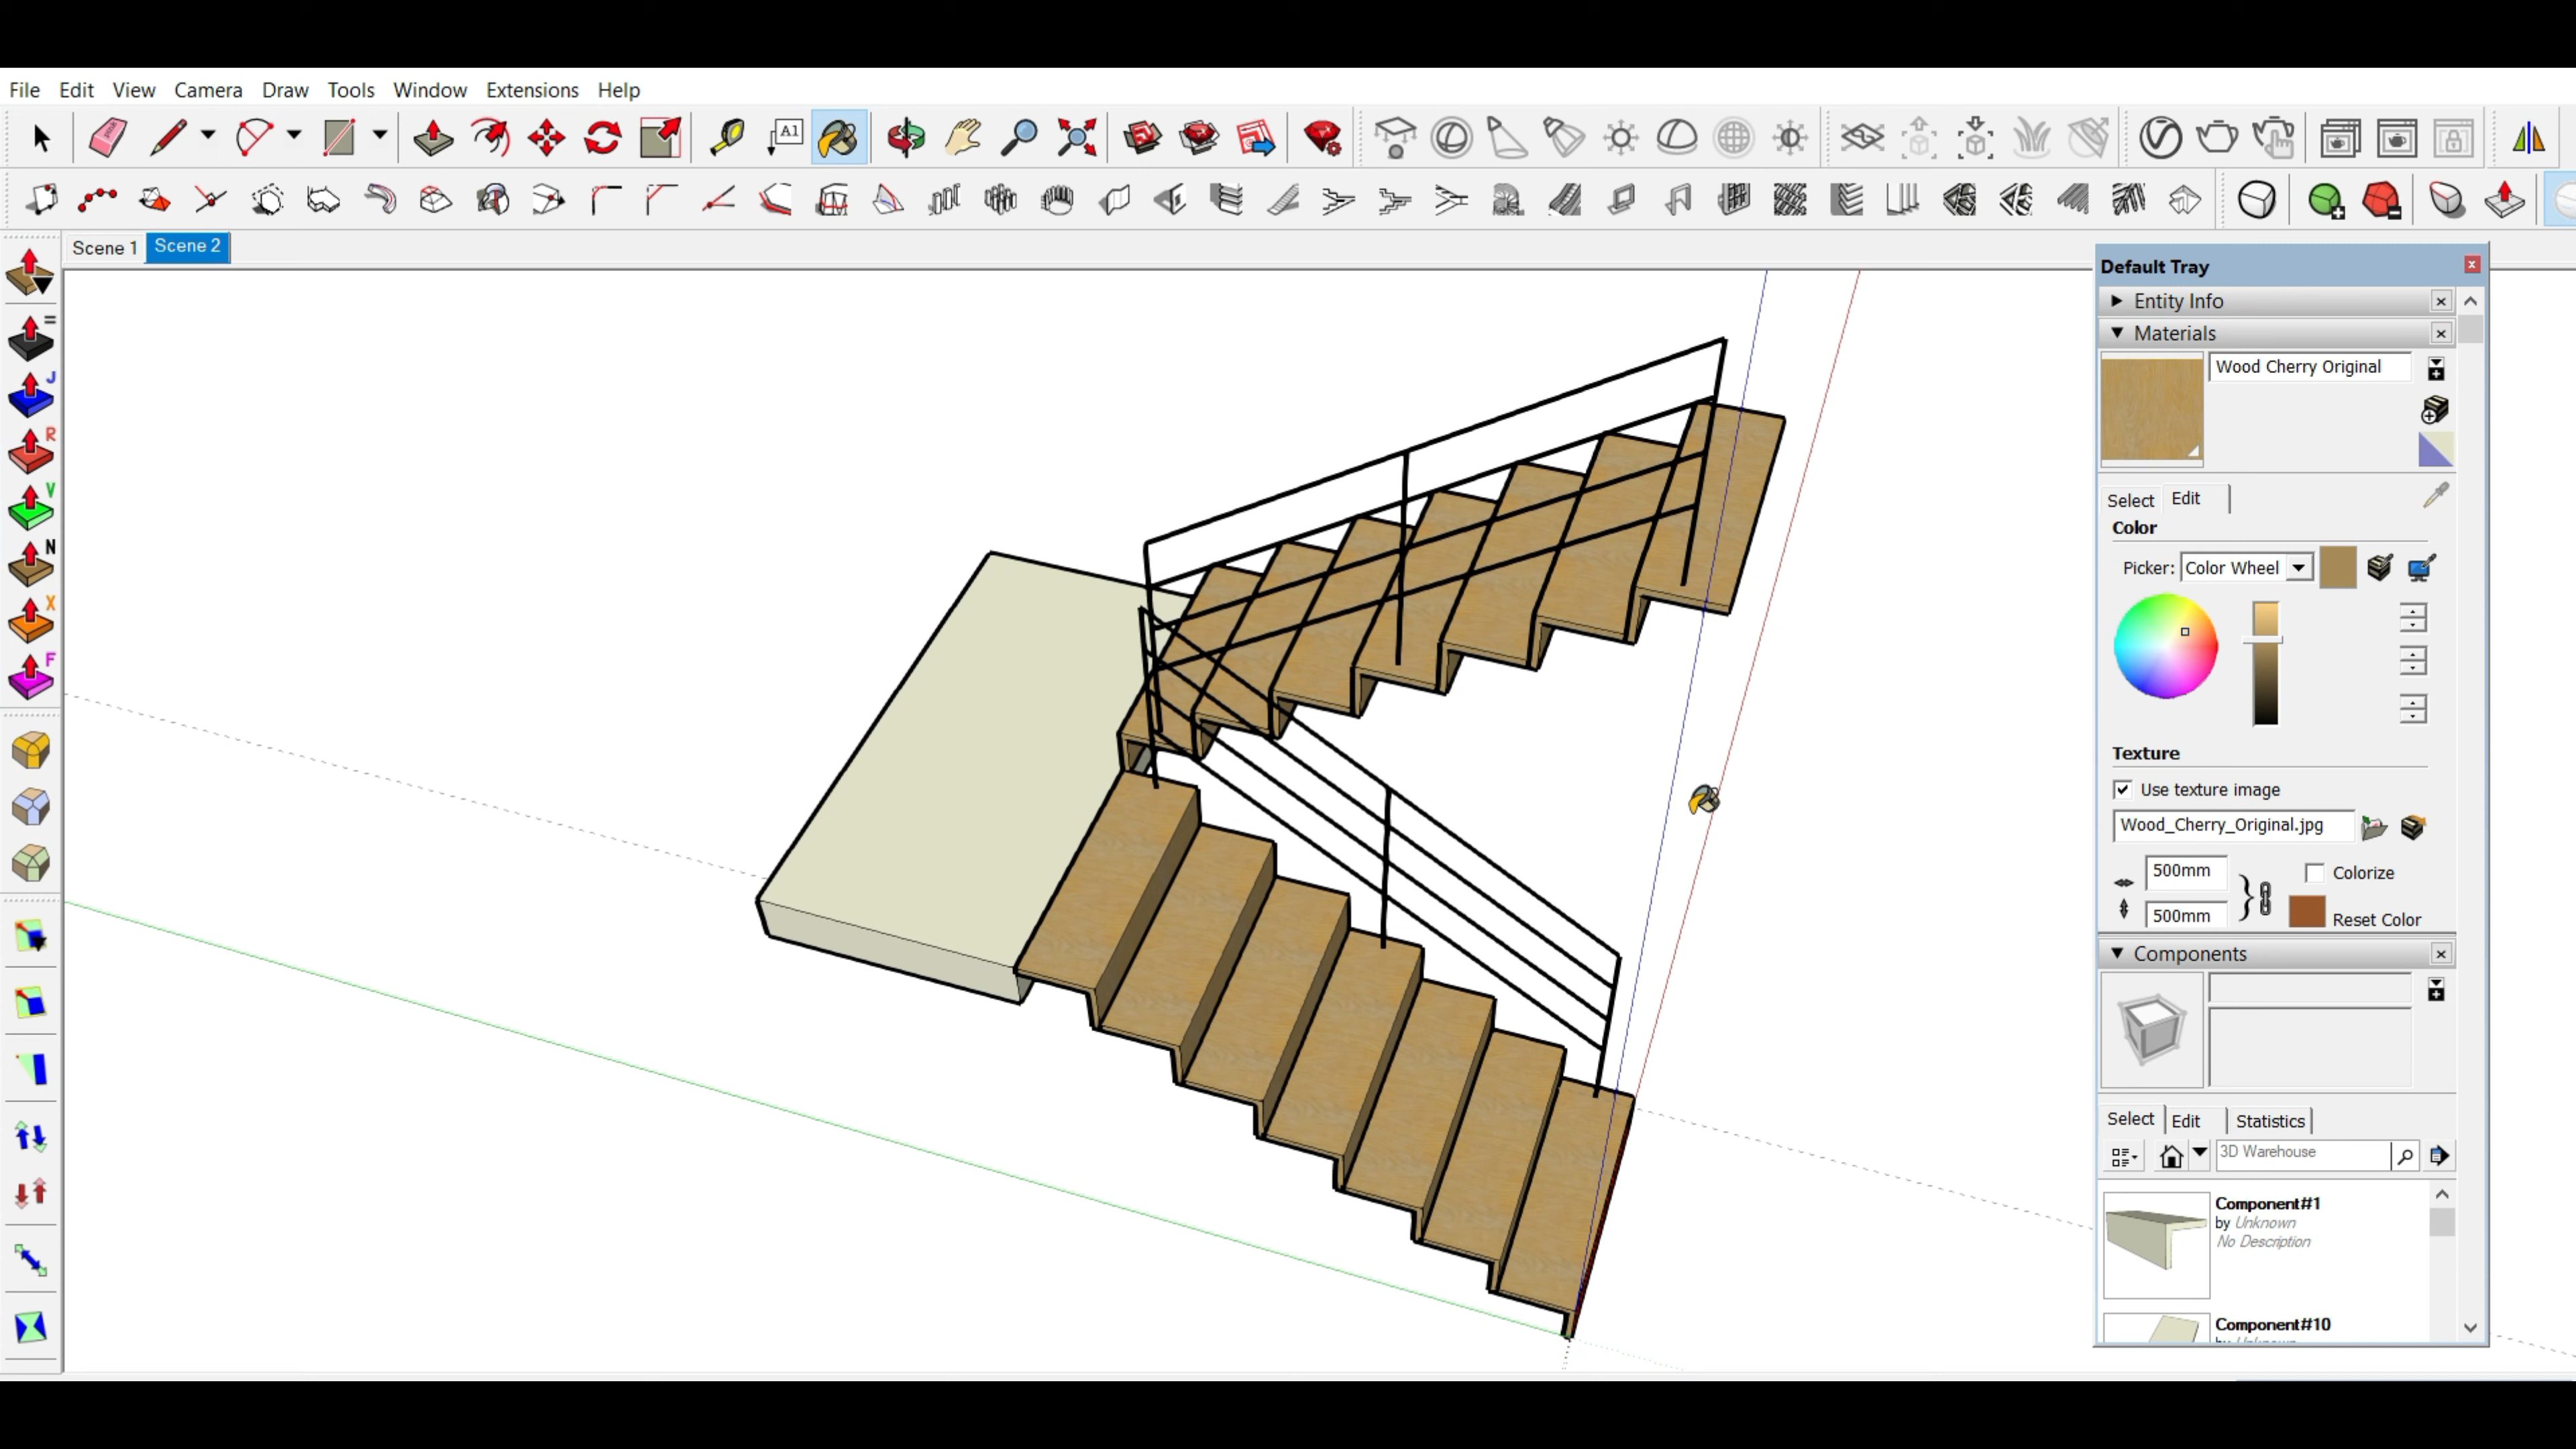 File Edit View Camera Draw Tools Window Extensions Help
A1
Scene 1 Scene 2
=
J
R
V
N
X
F
Default Tray
Entity Info
Materials
Wood Cherry Original
Select Edit
Color
Picker: Color Wheel
Texture
Use texture image
Wood_Cherry_Original.jpg
500mm Colorize
500mm Reset Color
Components
Select Edit Statistics
3D Warehouse
Component#1
by Unknown
No Description
Component#10